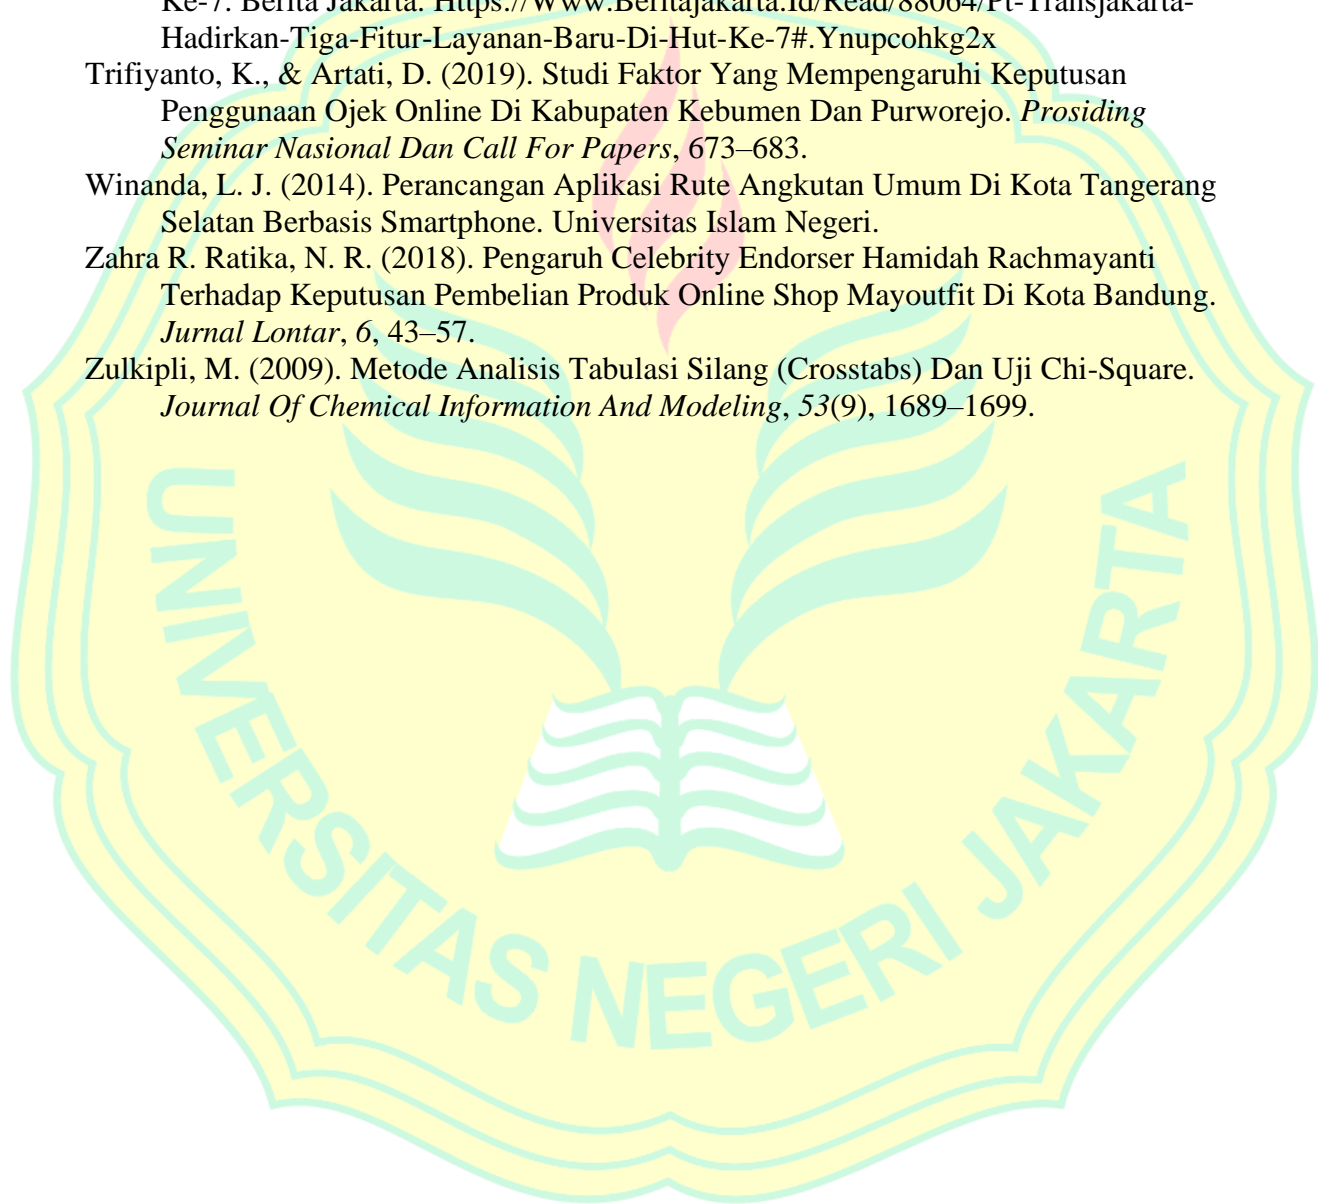 Ke-7. Berita Jakarta. Https://Www.Beritajakarta.Id/Read/88064/Pt-Transjakarta-
Hadirkan-Tiga-Fitur-Layanan-Baru-Di-Hut-Ke-7#.Ynupcohkg2x
Trifiyanto, K., & Artati, D. (2019). Studi Faktor Yang Mempengaruhi Keputusan
Penggunaan Ojek Online Di Kabupaten Kebumen Dan Purworejo. Prosiding
Seminar Nasional Dan Call For Papers, 673–683.
Winanda, L. J. (2014). Perancangan Aplikasi Rute Angkutan Umum Di Kota Tangerang
Selatan Berbasis Smartphone. Universitas Islam Negeri.
Zahra R. Ratika, N. R. (2018). Pengaruh Celebrity Endorser Hamidah Rachmayanti
Terhadap Keputusan Pembelian Produk Online Shop Mayoutfit Di Kota Bandung.
Jurnal Lontar, 6, 43–57.
Zulkipli, M. (2009). Metode Analisis Tabulasi Silang (Crosstabs) Dan Uji Chi-Square.
Journal Of Chemical Information And Modeling, 53(9), 1689–1699.
UNIVERSITAS NEGERI JAKARTA